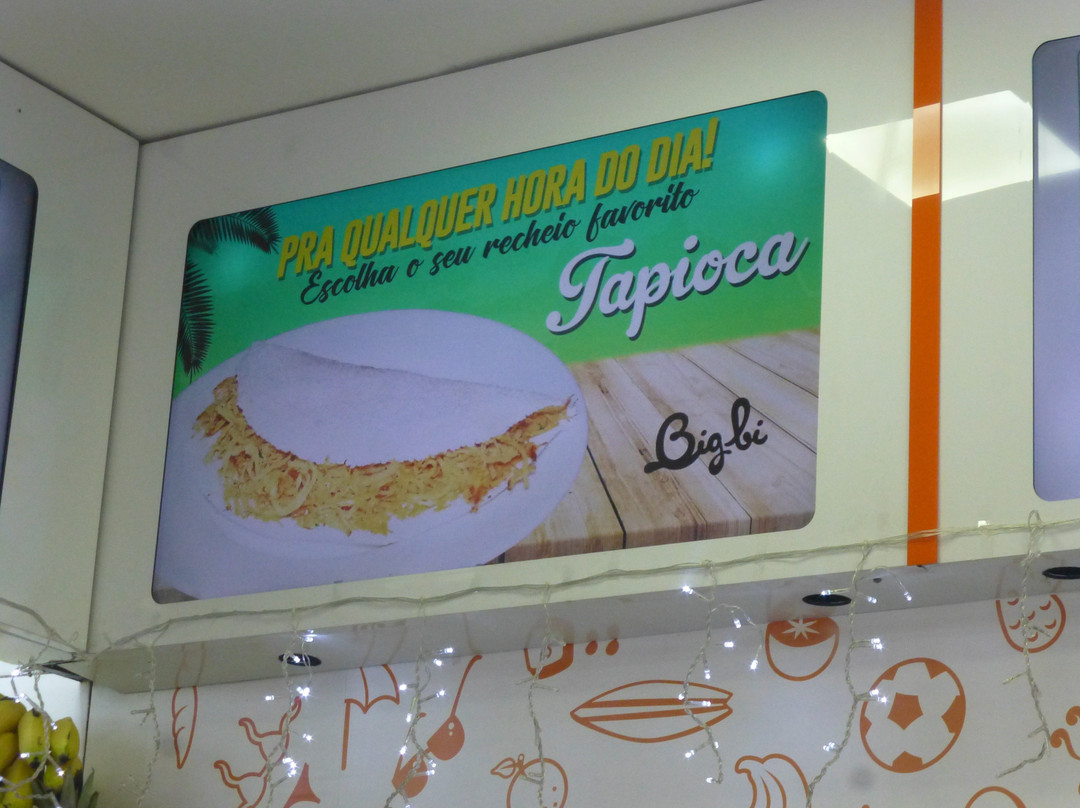 PRA QUALQUER HORA DO DIA!
Escolha o seu recheio favorito
Tapioca
Big-bi